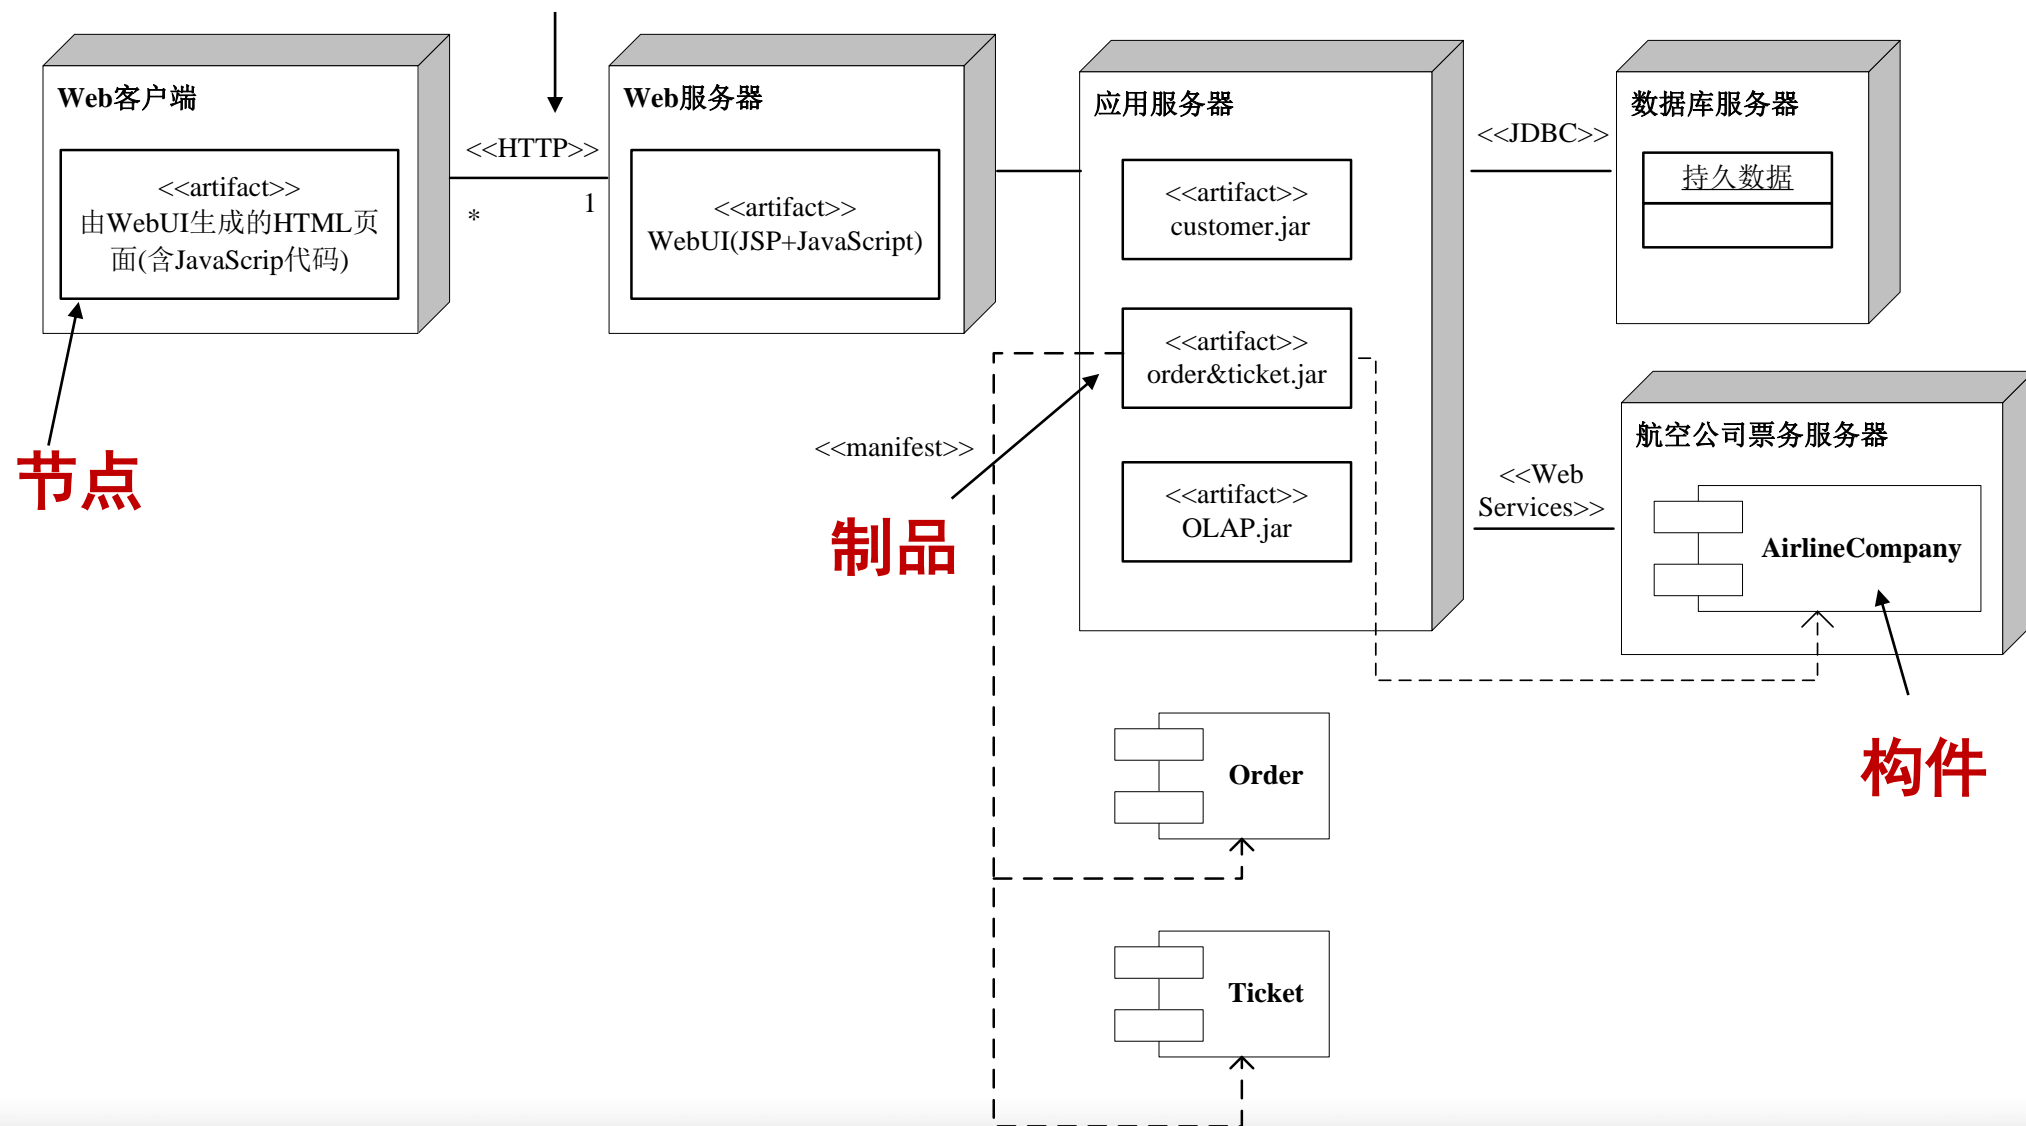 Web客户端
<<artifact>>
由WebUI生成的HTML页
面(含JavaScrip代码)
<<HTTP>>
*
1
Web服务器
<<artifact>>
WebUI(JSP+JavaScript)
应用服务器
<<artifact>>
customer.jar
<<artifact>>
order&ticket.jar
<<artifact>>
OLAP.jar
<<JDBC>>
数据库服务器
持久数据
<<Web
Services>>
航空公司票务服务器
AirlineCompany
节点
<<manifest>>
制品
构件
Order
Ticket